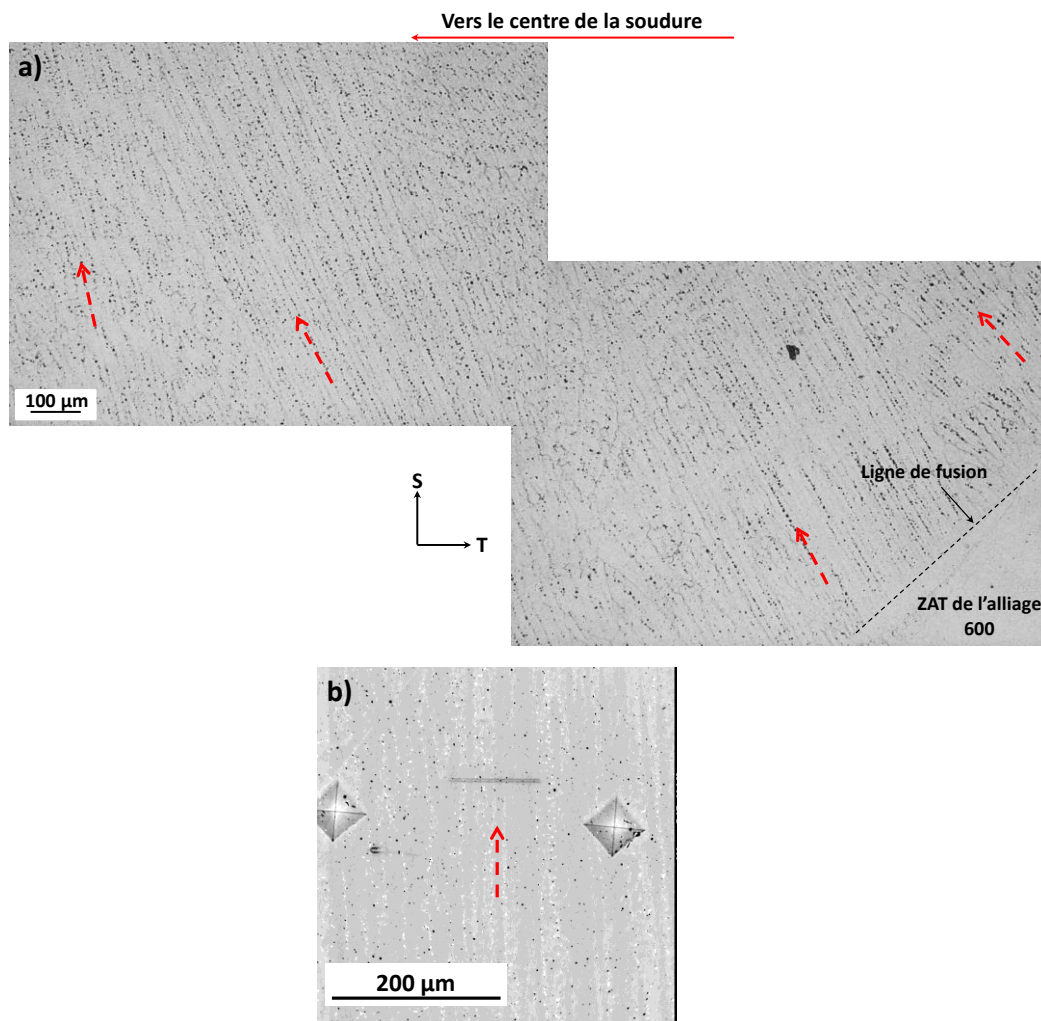 Vers le centre de la soudure
a)
100 µm
S
T
Ligne de fusion
ZAT de l'alliage
600
b)
200 µm